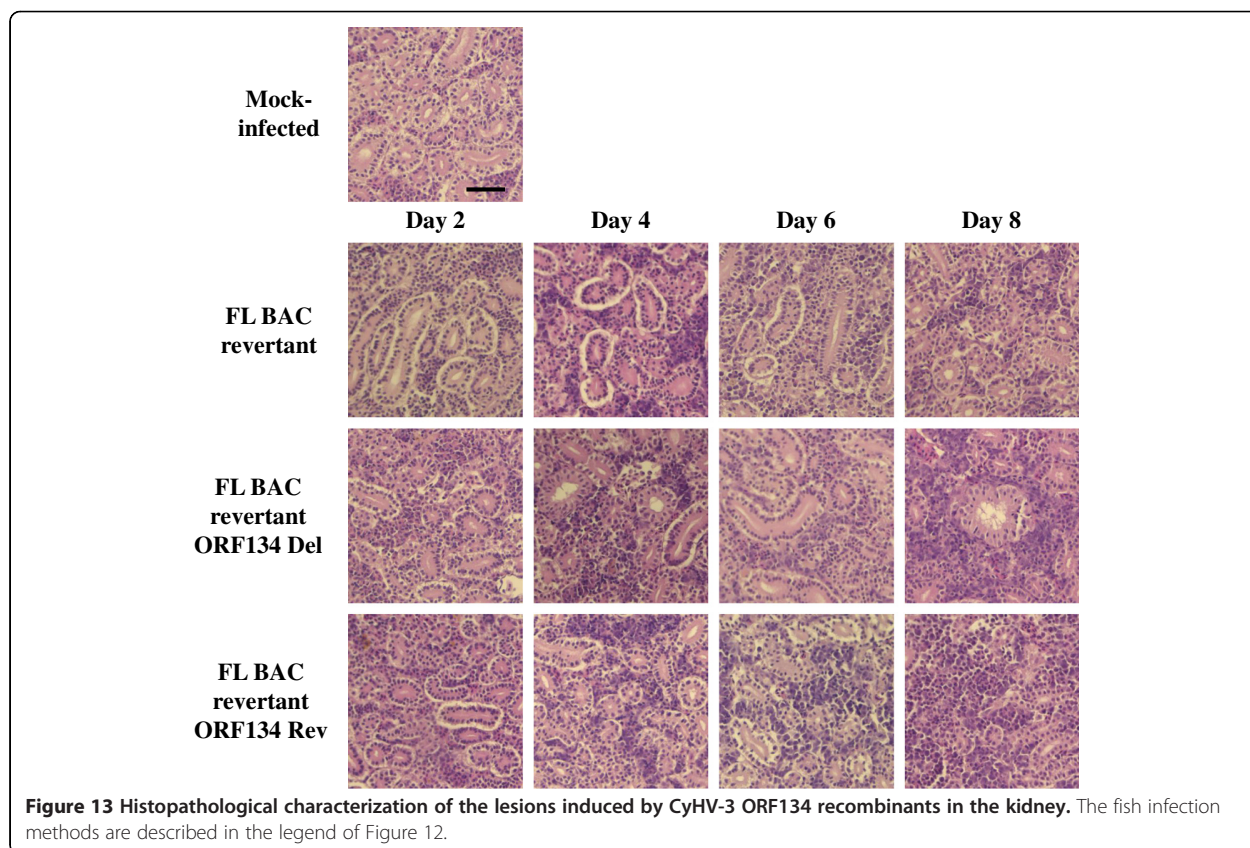 Mock-
infected
Day 2 Day 4 Day 6 Day 8
FL BAC
revertant
FL BAC
revertant
ORF134 Del
FL BAC
revertant
ORF134 Rev
Figure 13 Histopathological characterization of the lesions induced by CyHV-3 ORF134 recombinants in the kidney. The fish infection
methods are described in the legend of Figure 12.